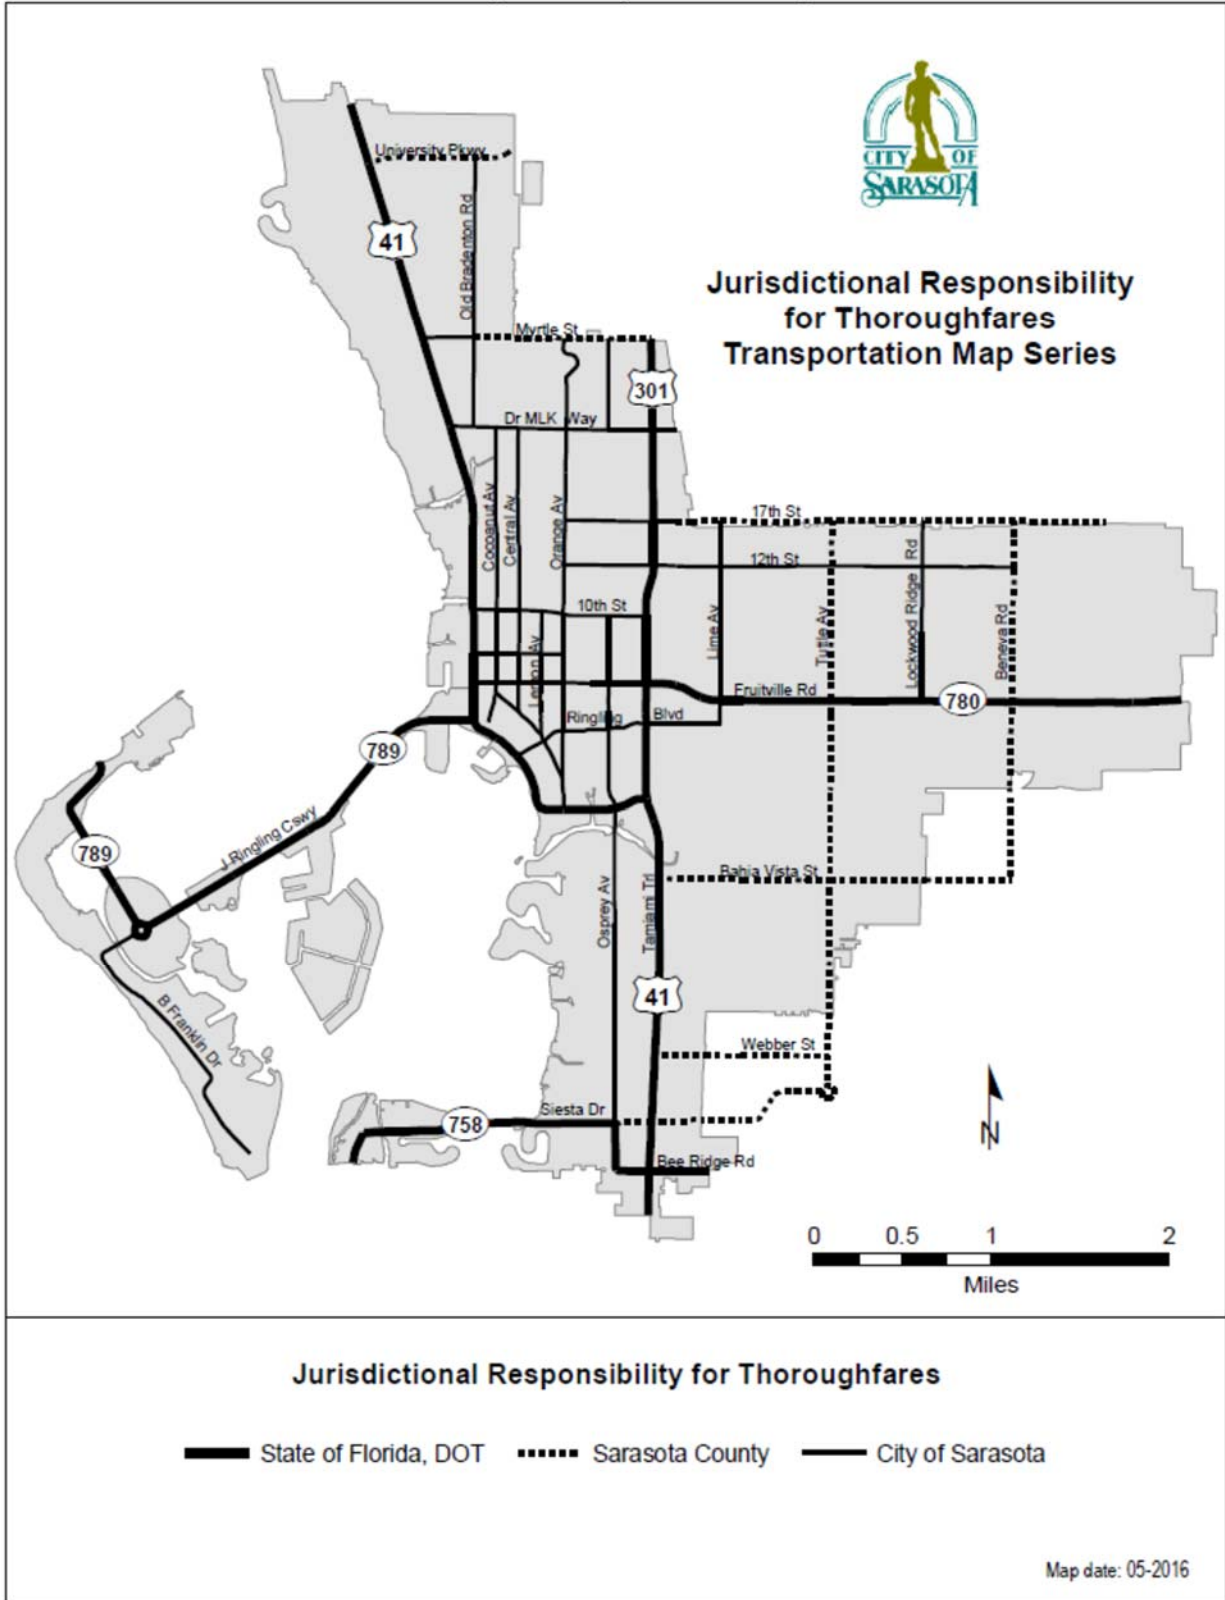 CITY OF
SARASOTA
Jurisdictional Responsibility
for Thoroughfares
Transportation Map Series
University Pkwy
41
Old Bradenton Rd
Myrtle St
301
Dr MLK Way
17th St
Cocoanut Av
Central Av
Orange Av
12th St
Lockwood Ridge Rd
10th St
Lime Av
Tuttle Av
Beneva Rd
Lemon Av
Fruitville Rd
780
Ringling Blvd
789
J Ringling Cswy
789
Bahia Vista St
Osprey Av
Tamiami Trl
41
B Franklin Dr
Webber St
Siesta Dr
758
Bee Ridge Rd
N
0 0.5 1 2
Miles
Jurisdictional Responsibility for Thoroughfares
State of Florida, DOT Sarasota County City of Sarasota
Map date: 05-2016